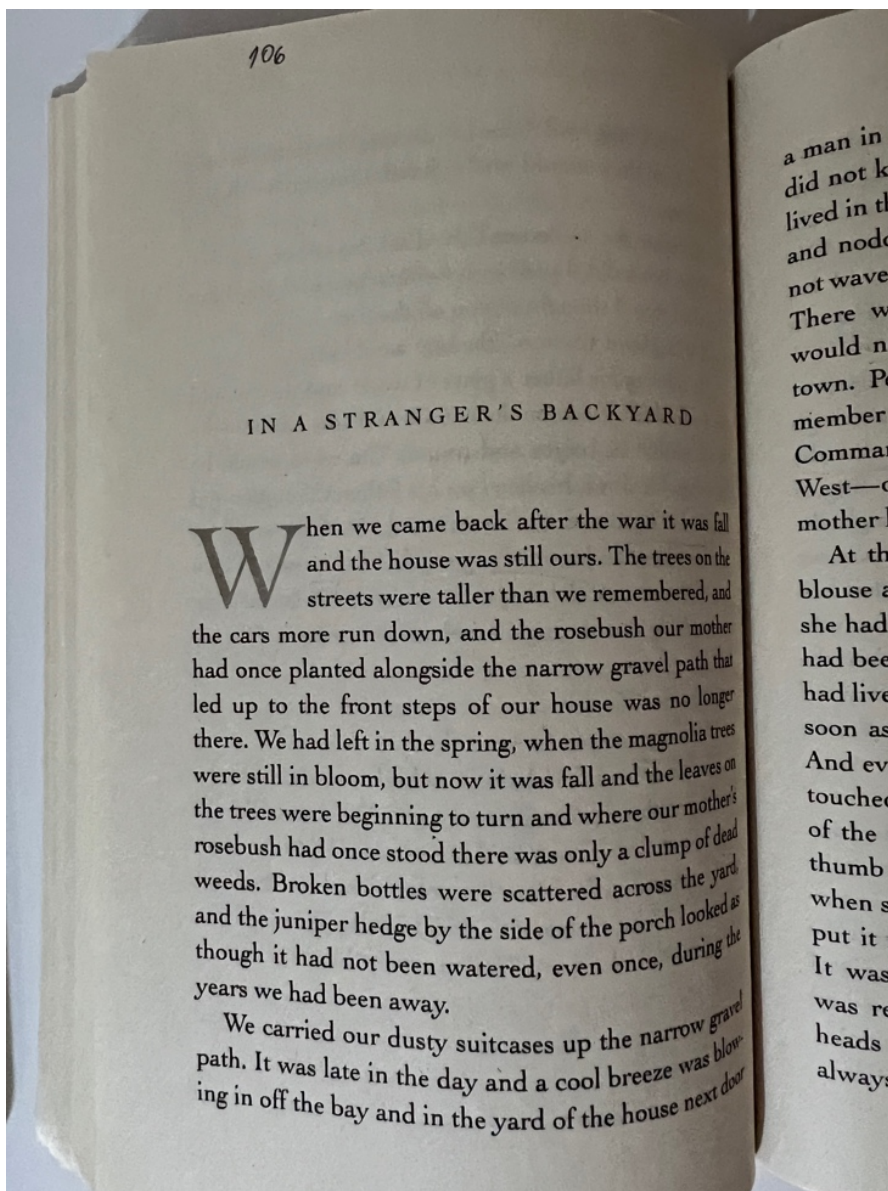 106
IN A STRANGER'S BACKYARD
When we came back after the war it was fall
and the house was still ours. The trees on the
streets were taller than we remembered, and
the cars more run down, and the rosebush our mother
had once planted alongside the narrow gravel path that
led up to the front steps of our house was no longer
there. We had left in the spring, when the magnolia trees
were still in bloom, but now it was fall and the leaves on
the trees were beginning to turn and where our mother's
rosebush had once stood there was only a clump of dead
weeds. Broken bottles were scattered across the yard,
and the juniper hedge by the side of the porch looked as
though it had not been watered, even once, during the
years we had been away.
We carried our dusty suitcases up the narrow gravel
path. It was late in the day and a cool breeze was blow-
ing in off the bay and in the yard of the house next door
a man in
did not k
lived in th
and nodd
not wave
There w
would n
town. Pe
member
Comman
West—o
mother
At th
blouse a
she had
had bee
had live
soon as
And ev
touched
of the
thumb
when s
put it
It was
was re
heads
always